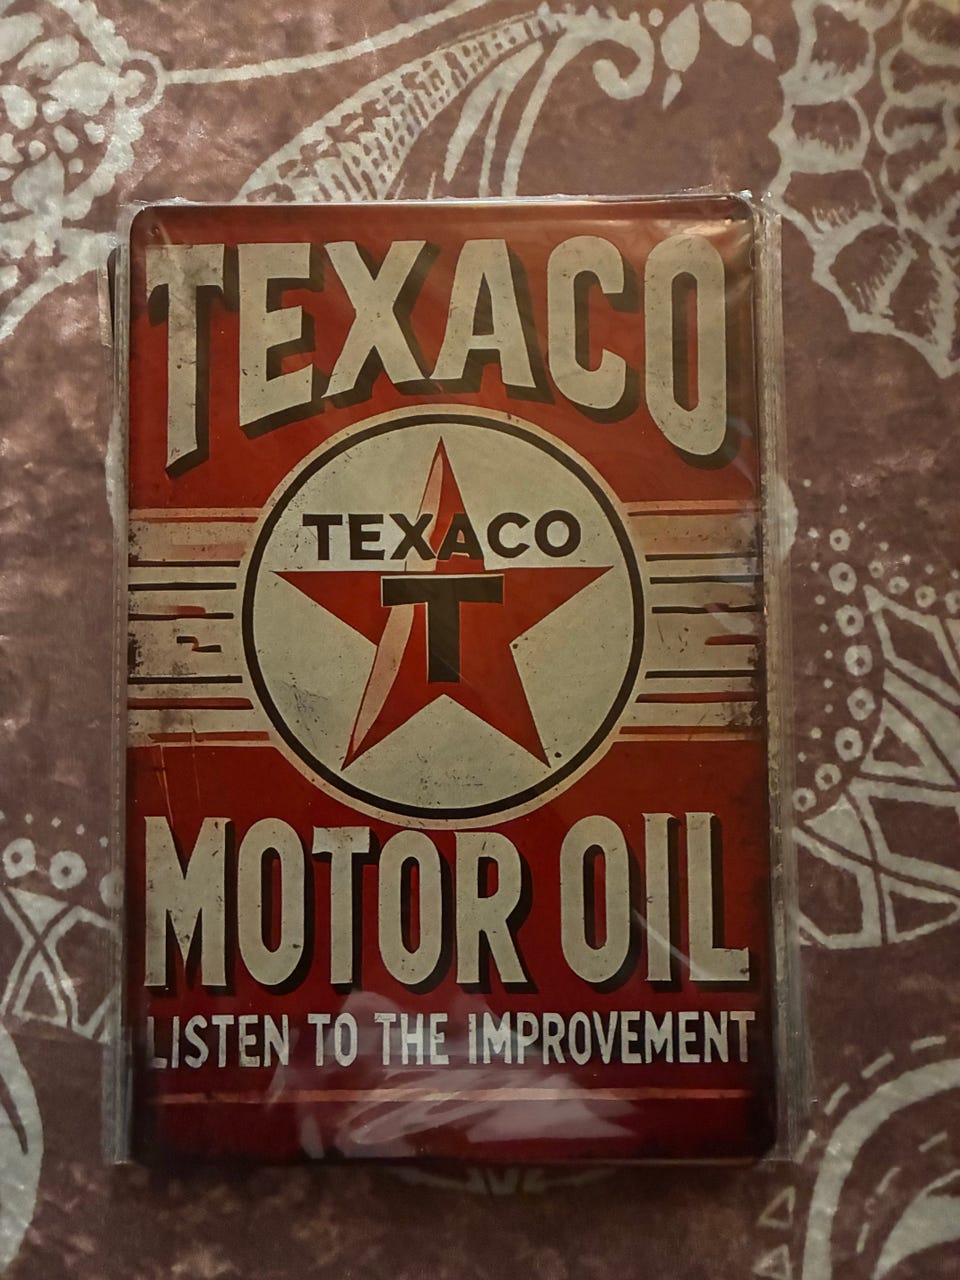 TEXACO
TEXACO
T
MOTOR OIL
LISTEN TO THE IMPROVEMENT